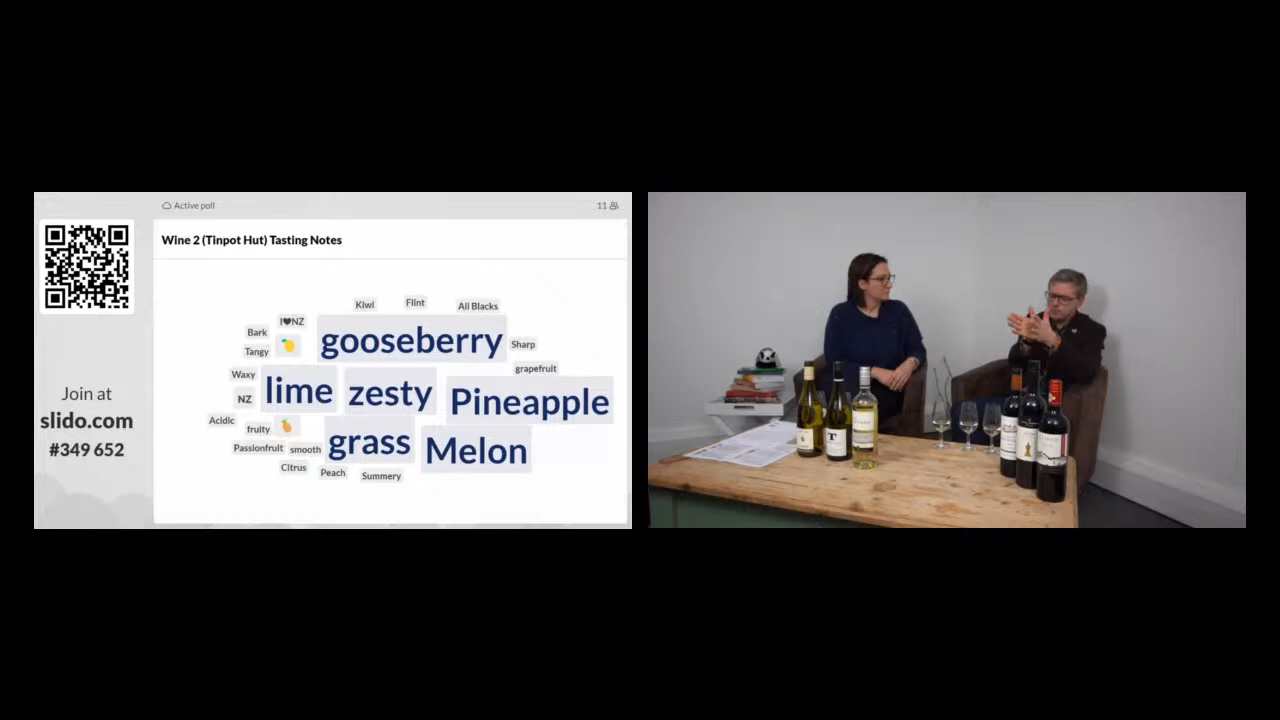 Active poll
11
Wine 2 (Tinpot Hut) Tasting Notes
Kiwi
Flint
All Blacks
I♥NZ
Bark
gooseberry
Sharp
Tangy
🍋
grapefruit
Waxy
lime
zesty
Pineapple
NZ
Acidic
fruity
🍍
grass
Melon
Passionfruit
smooth
Citrus
Peach
Summery
Join at
slido.com
#349 652
T